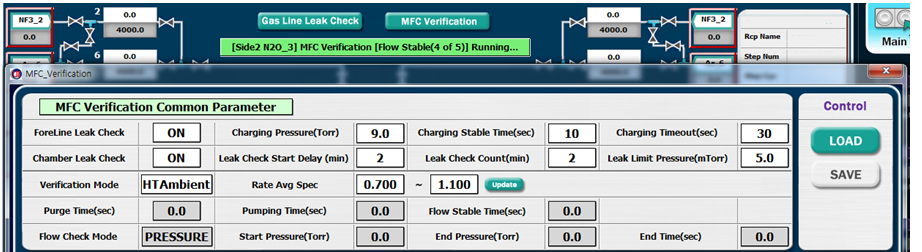 NF3_2
2
0.0
4000.0
Gas Line Leak Check
MFC Verification
0.0
4000.0
NF3_2
0.0
0.0
Rcp Name
Main
[Side2 N2O_3] MFC Verification [Flow Stable(4 of 5)] Running...
6
0.0
0.0
Step Num
MFC_Verification
MFC Verification Common Parameter
Control
ForeLine Leak Check ON Charging Pressure(Torr) 9.0 Charging Stable Time(sec) 10 Charging Timeout(sec) 30
LOAD
Chamber Leak Check ON Leak Check Start Delay (min) 2 Leak Check Count(min) 2 Leak Limit Pressure(mTorr) 5.0
SAVE
Verification Mode HTAmbient Rate Avg Spec 0.700 ~ 1.100 Update
Purge Time(sec) 0.0 Pumping Time(sec) 0.0 Flow Stable Time(sec) 0.0
Flow Check Mode PRESSURE Start Pressure(Torr) 0.0 End Pressure(Torr) 0.0 End Time(sec) 0.0